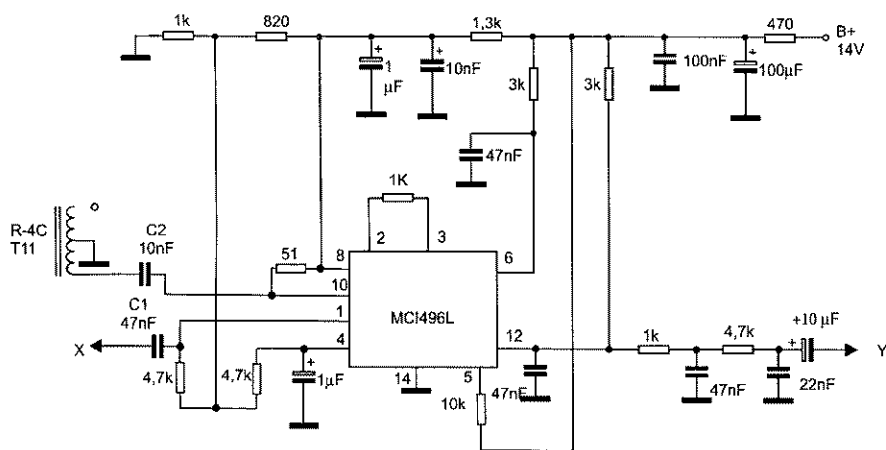 1k
820
1,3k
470
B+
14V
1
µF
10nF
3k
3k
100nF
100µF
47nF
1K
R-4C
T11
C2
10nF
51
2
3
8
6
10
C1
47nF
1
MCI496L
X
4
12
1k
4,7k
+10 µF
+
Y
4,7k
4,7k
+
1µF
14
5
10k
47nF
47nF
22nF
+
+
+